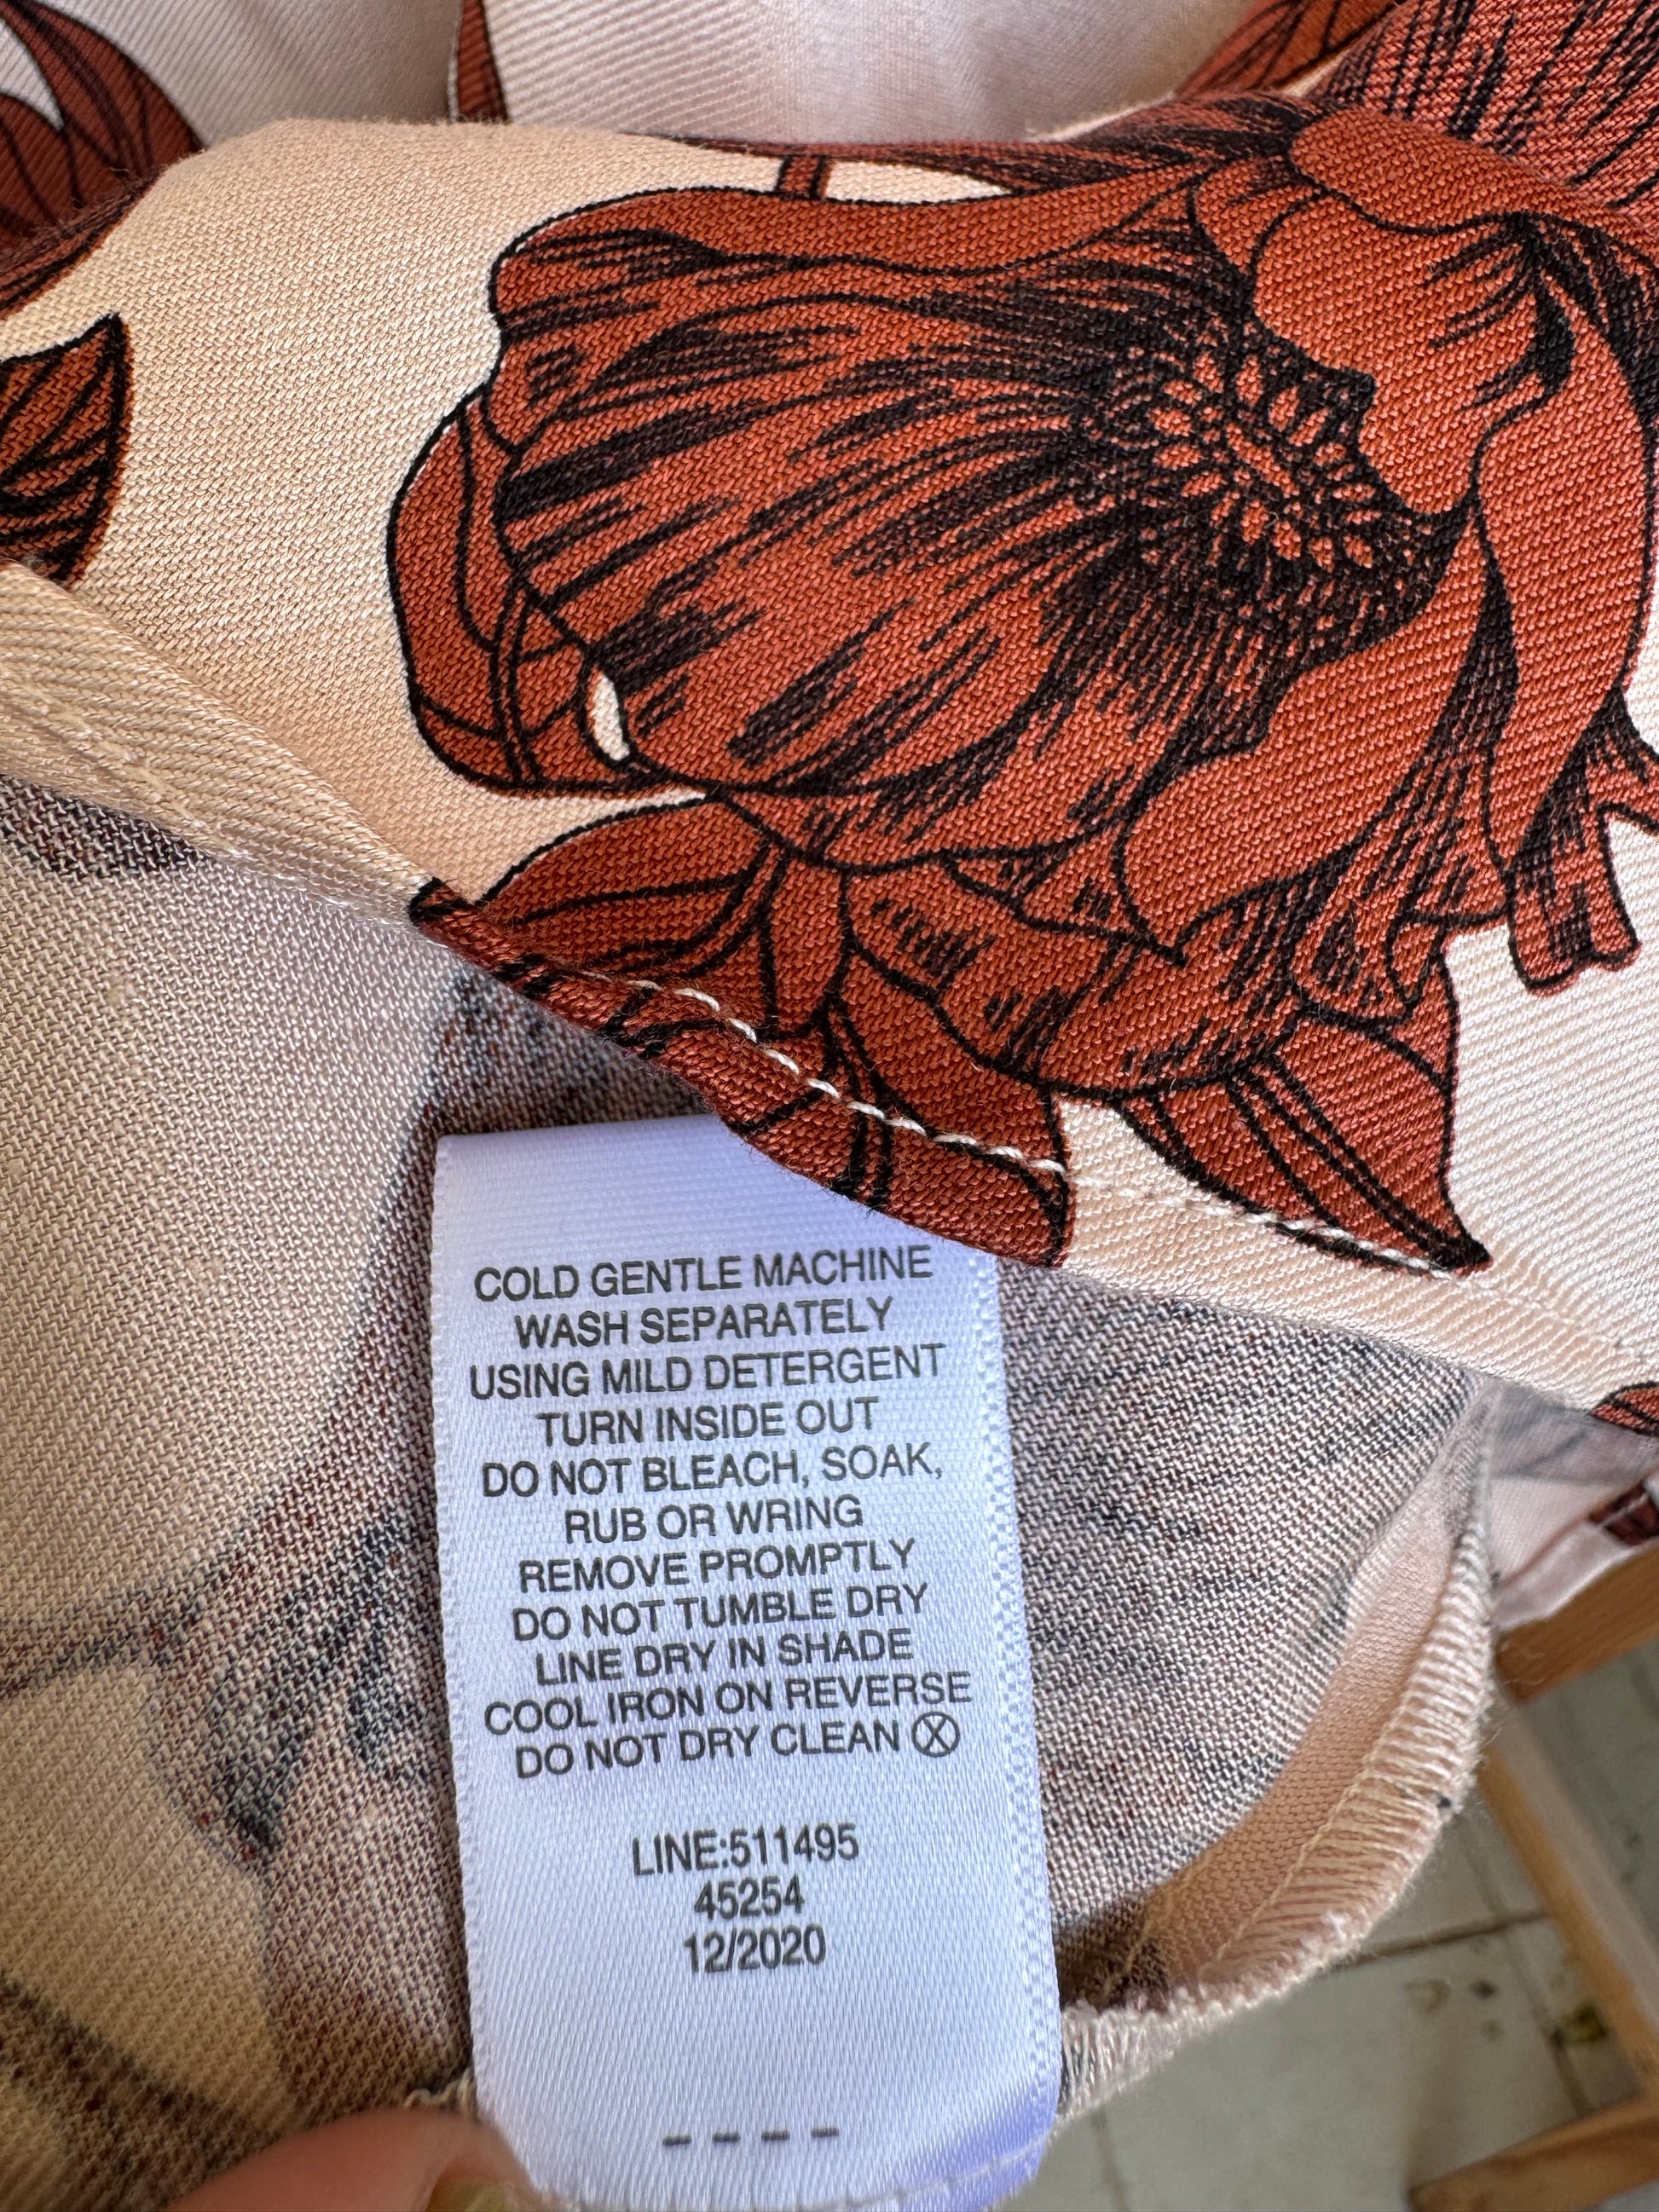 COLD GENTLE MACHINE
WASH SEPARATELY
USING MILD DETERGENT
TURN INSIDE OUT
DO NOT BLEACH, SOAK,
RUB OR WRING
REMOVE PROMPTLY
DO NOT TUMBLE DRY
LINE DRY IN SHADE
COOL IRON ON REVERSE
DO NOT DRY CLEAN Ⓧ
LINE:511495
45254
12/2020
----